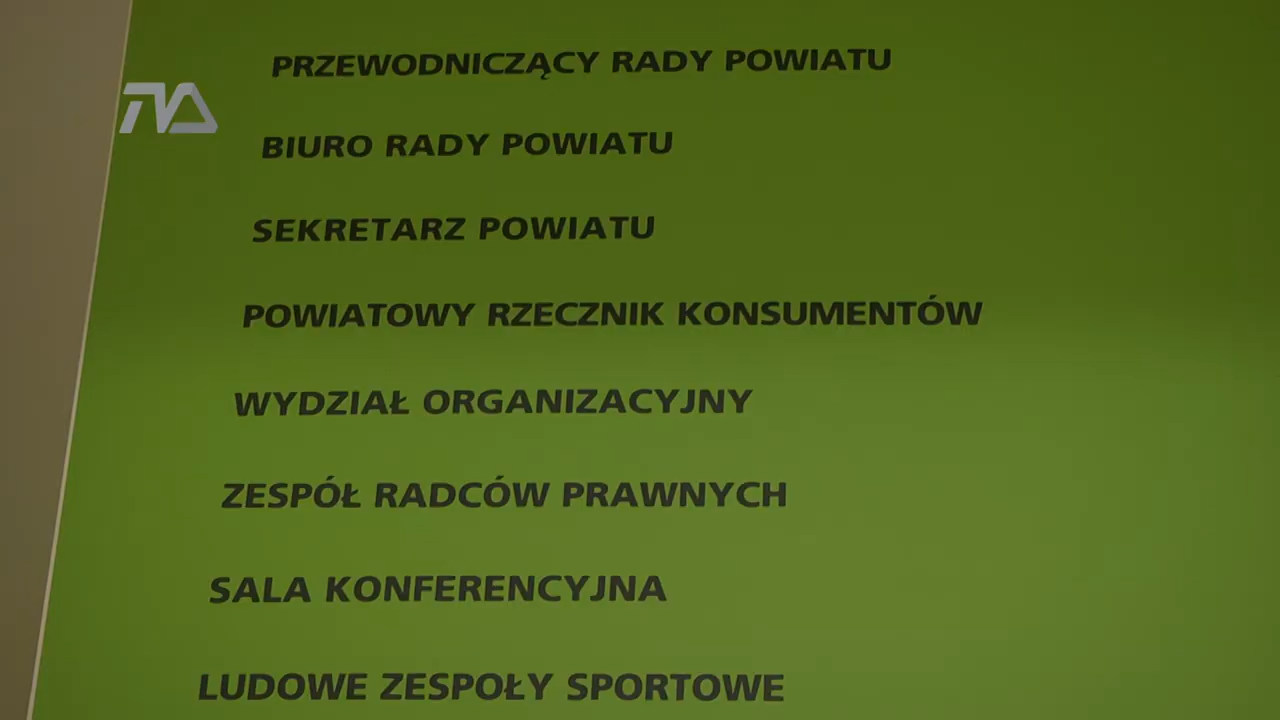 PRZEWODNICZĄCY RADY POWIATU
TVD
BIURO RADY POWIATU
SEKRETARZ POWIATU
POWIATOWY RZECZNIK KONSUMENTÓW
WYDZIAŁ ORGANIZACYJNY
ZESPÓŁ RADCÓW PRAWNYCH
SALA KONFERENCYJNA
LUDOWE ZESPOŁY SPORTOWE